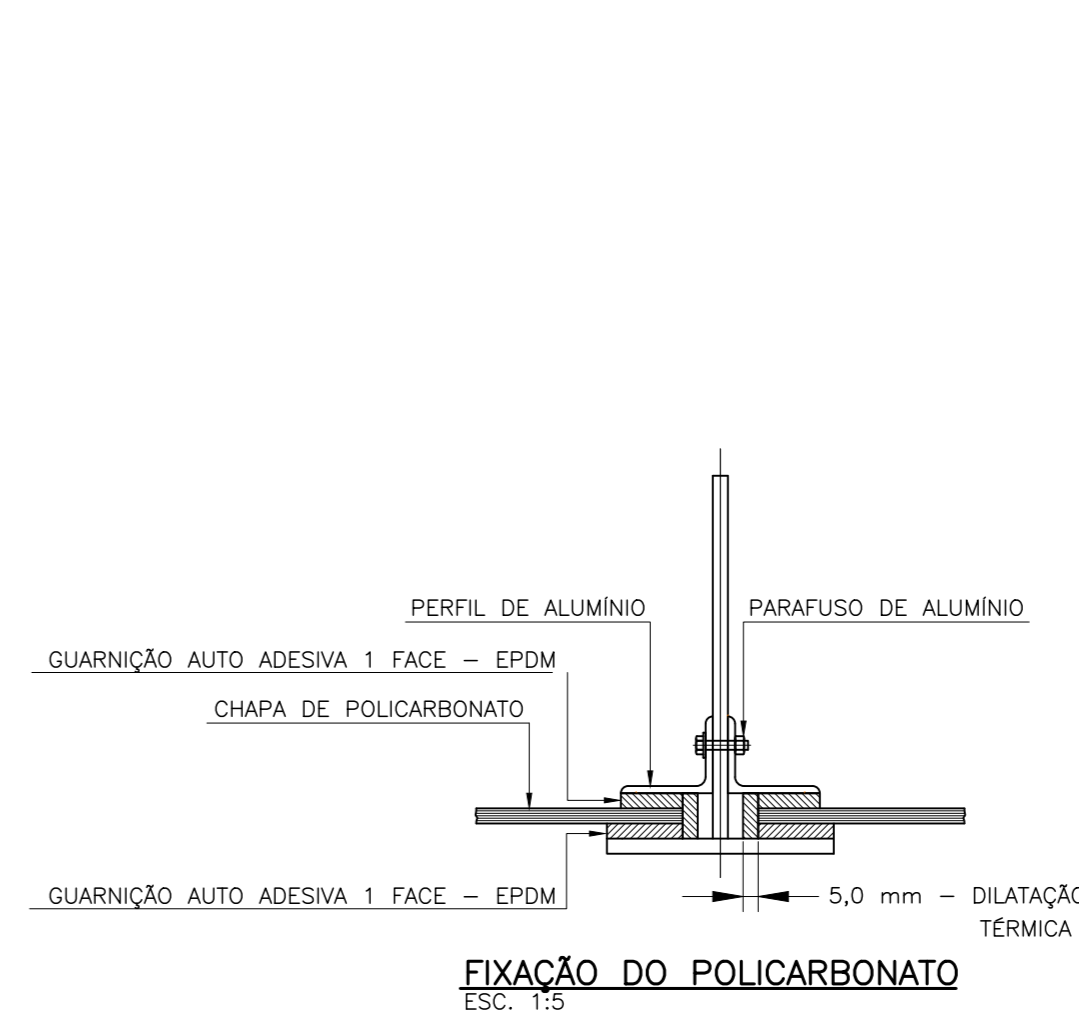 PERFIL DE ALUMÍNIO
PARAFUSO DE ALUMÍNIO
GUARNIÇÃO AUTO ADESIVA 1 FACE – EPDM
CHAPA DE POLICARBONATO
GUARNIÇÃO AUTO ADESIVA 1 FACE – EPDM
5,0 mm – DILATAÇÃO
TÉRMICA
FIXAÇÃO DO POLICARBONATO
ESC. 1:5